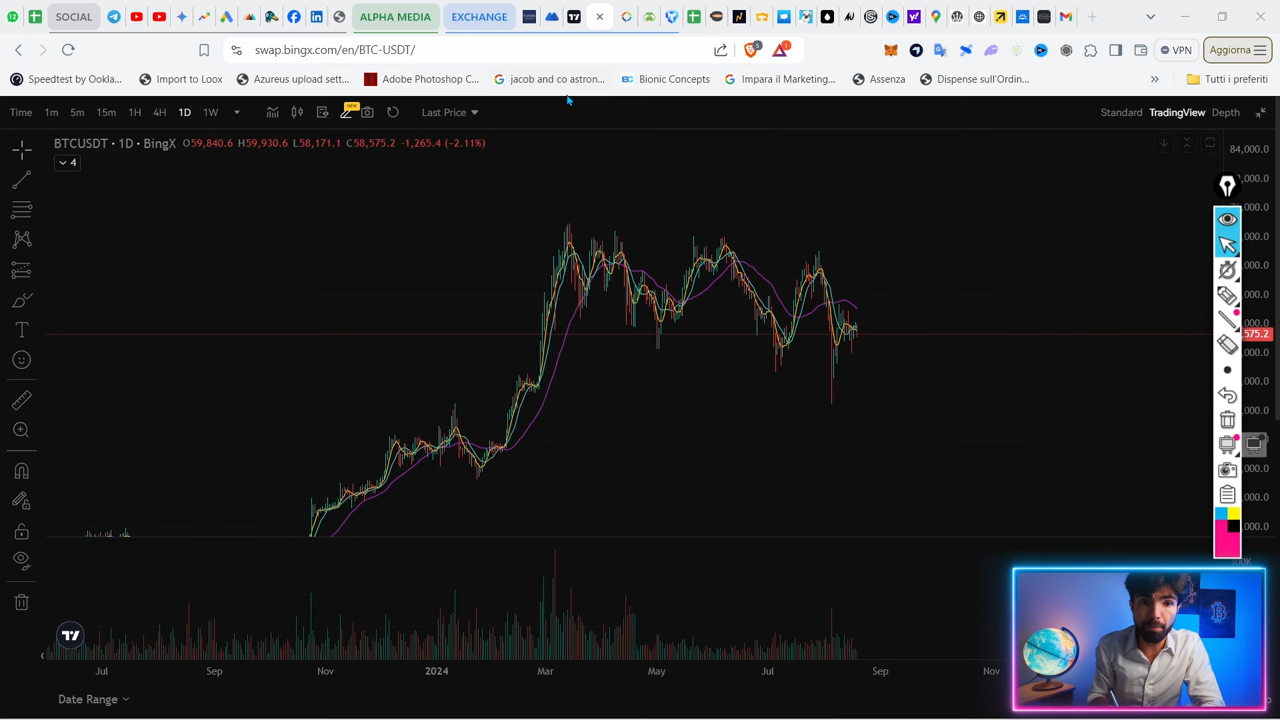 SOCIAL
ALPHA MEDIA
EXCHANGE
swap.bingx.com/en/BTC-USDT/
5
1
VPN
Aggiorna
Speedtest by Ookla...
Import to Loox
Azureus upload sett...
Adobe Photoshop C...
jacob and co astron...
Bionic Concepts
Impara il Marketing...
Assenza
Dispense sull'Ordin...
Tutti i preferiti
Time 1m 5m 15m 1H 4H 1D 1W
NEW
Last Price
Standard TradingView Depth
BTCUSDT · 1D · BingX O59,840.6 H59,930.6 L58,171.1 C58,575.2 -1,265.4 (-2.11%)
4
84,000.0
Jul Sep Nov 2024 Mar May Jul Sep Nov
Date Range